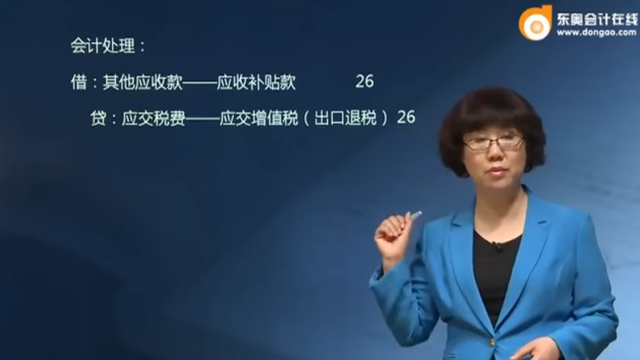 东奥会计在线
www.dongao.com
会计处理：
借：其他应收款——应收补贴款 26
贷：应交税费——应交增值税（出口退税） 26